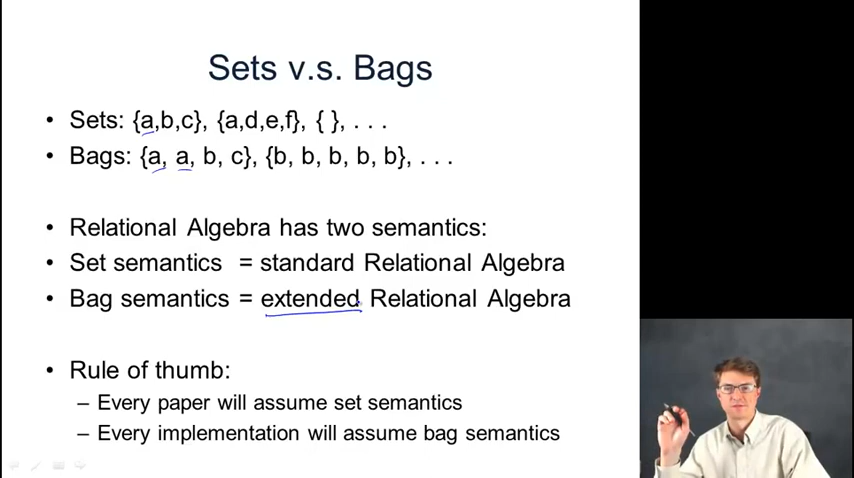 Sets v.s. Bags
• Sets: {a,b,c}, {a,d,e,f}, { }, . . .
• Bags: {a, a, b, c}, {b, b, b, b, b}, . . .
• Relational Algebra has two semantics:
• Set semantics = standard Relational Algebra
• Bag semantics = extended Relational Algebra
• Rule of thumb:
– Every paper will assume set semantics
– Every implementation will assume bag semantics